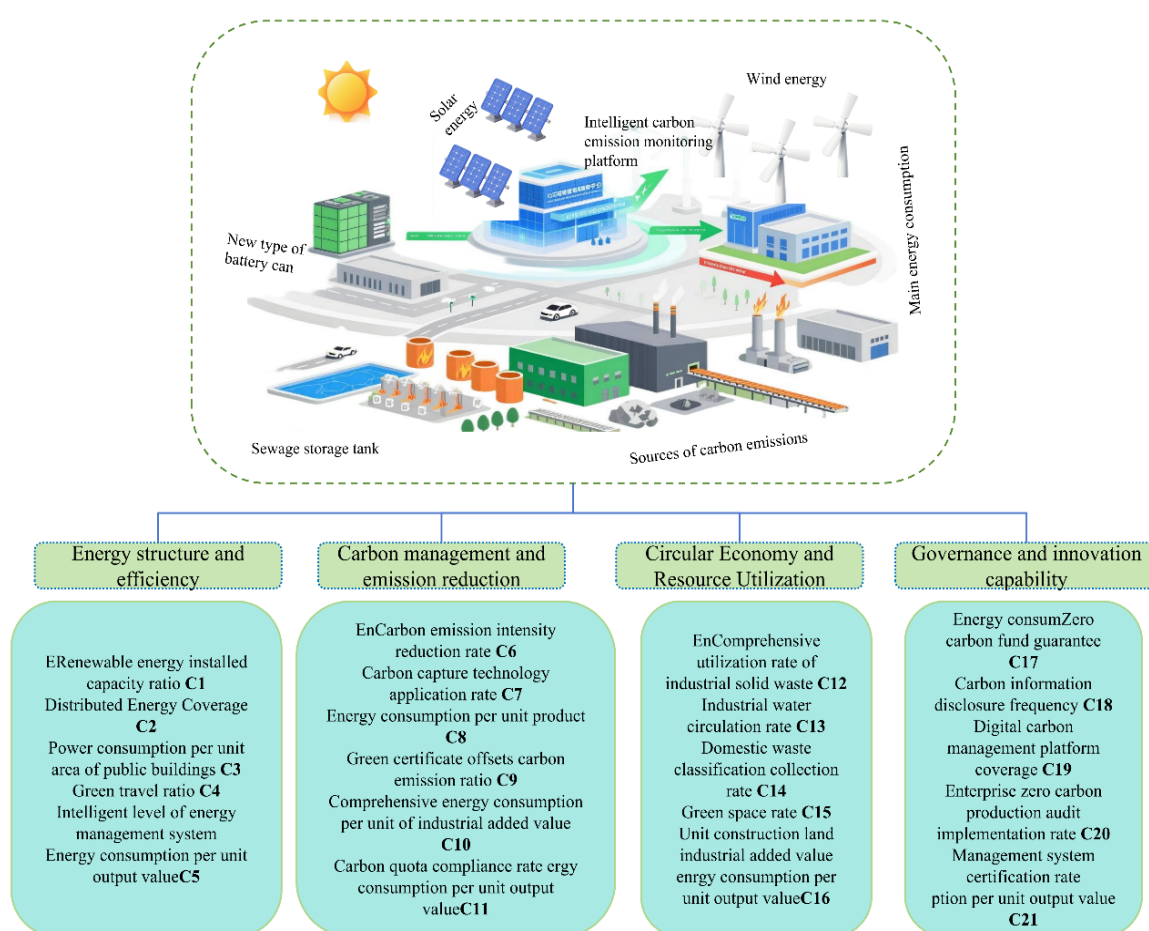 Wind energy
Solar
energy
Intelligent carbon
emission monitoring
platform
Main energy consumption
New type of
battery can
Sewage storage tank
Sources of carbon emissions
Energy structure and
efficiency
Carbon management and
emission reduction
Circular Economy and
Resource Utilization
Governance and innovation
capability
ERenewable energy installed
capacity ratio C1
Distributed Energy Coverage
C2
Power consumption per unit
area of public buildings C3
Green travel ratio C4
Intelligent level of energy
management system
Energy consumption per unit
output valueC5
EnCarbon emission intensity
reduction rate C6
Carbon capture technology
application rate C7
Energy consumption per unit product
C8
Green certificate offsets carbon
emission ratio C9
Comprehensive energy consumption
per unit of industrial added value
C10
Carbon quota compliance rate ergy
consumption per unit output
valueC11
EnComprehensive
utilization rate of
industrial solid waste C12
Industrial water
circulation rate C13
Domestic waste
classification collection
rate C14
Green space rate C15
Unit construction land
industrial added value
energy consumption per
unit output valueC16
Energy consumZero
carbon fund guarantee
C17
Carbon information
disclosure frequency C18
Digital carbon
management platform
coverage C19
Enterprise zero carbon
production audit
implementation rate C20
Management system
certification rate
ption per unit output value
C21